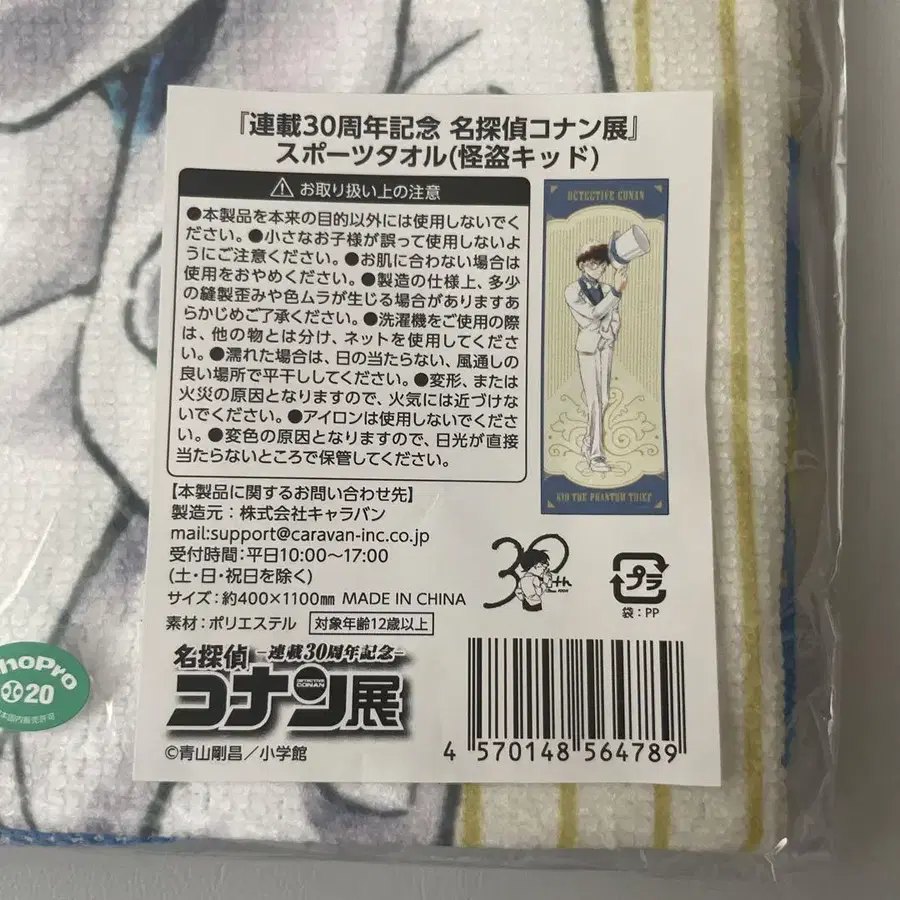 『連載30周年記念 名探偵コナン展』
スポーツタオル(怪盗キッド)
お取り扱い上の注意
●本製品を本来の目的以外には使用しないでく
ださい。●小さなお子様が誤って使用しないよ
うにご注意ください。●お肌に合わない場合は
使用をおやめください。●製造の仕様上、多少
の縫製歪みや色ムラが生じる場合がありますあ
らかじめご了承ください。●洗濯機をご使用の際
は、他の物とは分け、ネットを使用してくださ
い。●濡れた場合は、日の当たらない、風通しの
良い場所で平干ししてください。●変形、または
火災の原因となりますので、火気には近づけな
いでください。●アイロンは使用しないでくださ
い。●変色の原因となりますので、日光が直接
当たらないところで保管してください。
DETECTIVE CONAN
KID THE PHANTOM THIEF
【本製品に関するお問い合わせ先】
製造元：株式会社キャラバン
mail:support@caravan-inc.co.jp
受付時間：平日10:00～17:00
(土・日・祝日を除く)
サイズ：約400×1100㎜ MADE IN CHINA
素材：ポリエステル 対象年齢12歳以上
30th
プラ
袋：PP
名探偵 -連載30周年記念-
コナン展
DETECTIVE CONAN
©青山剛昌／小学館
4 570148 564789
hoPro
20
本国内販売許可